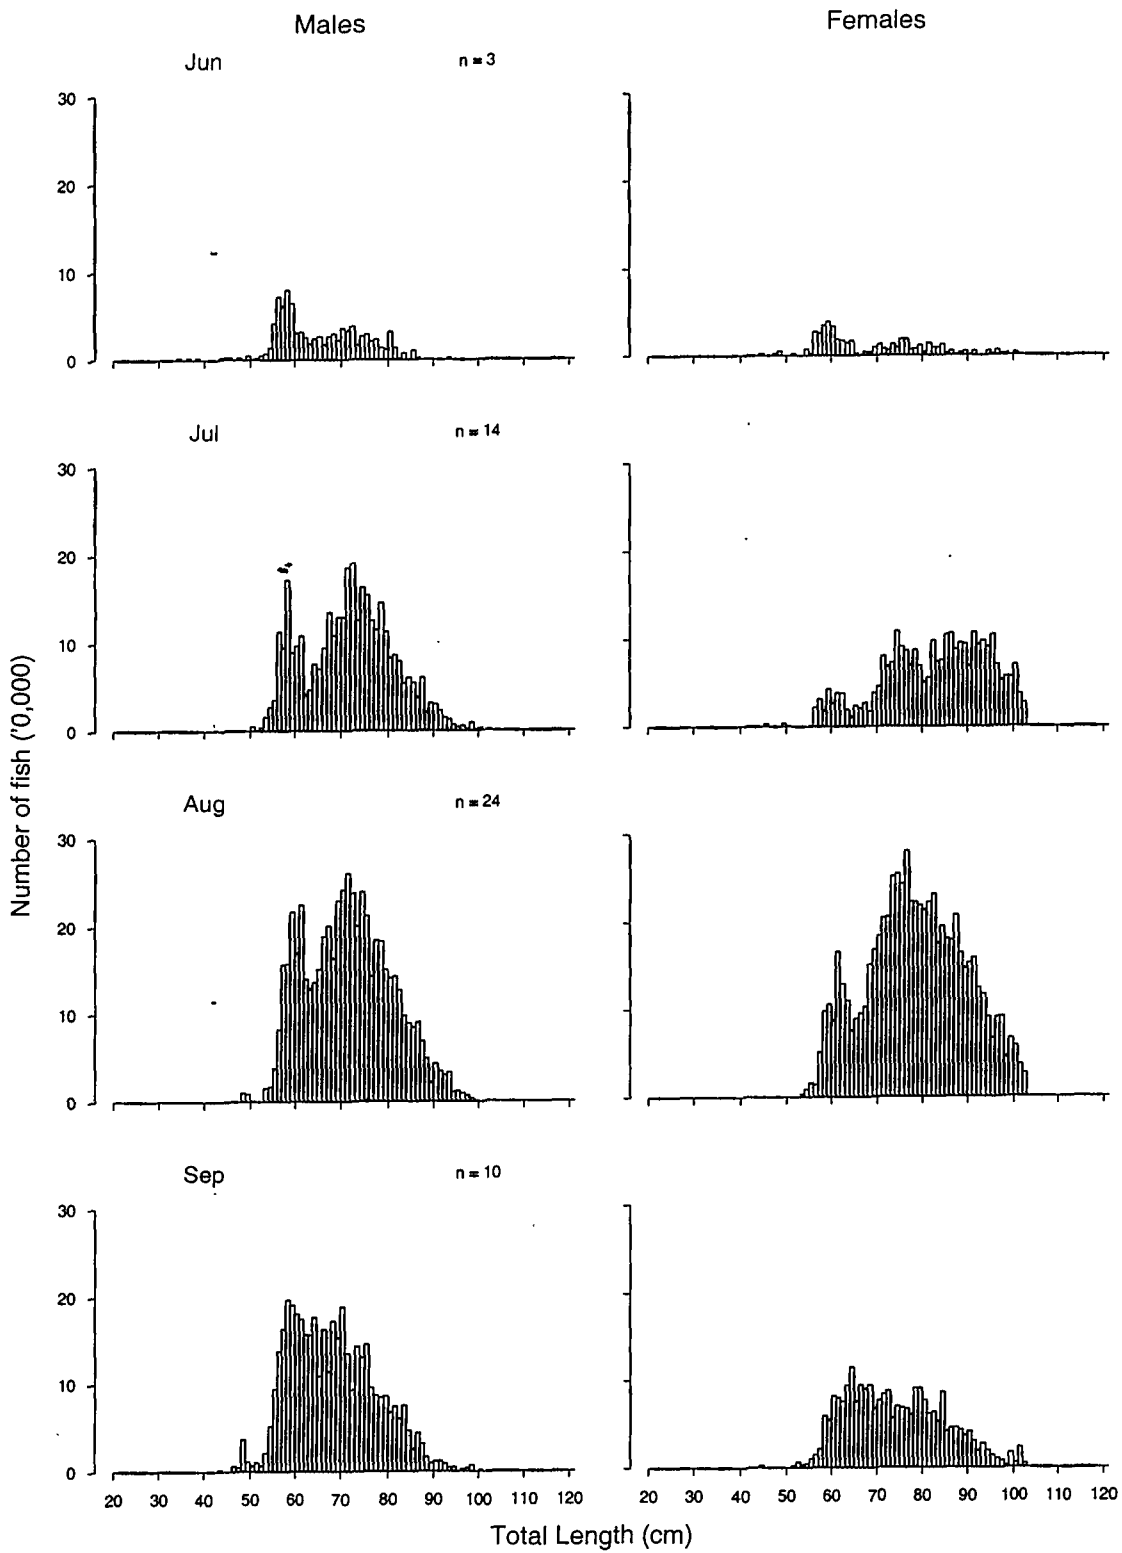 Males Females
Jun n = 3
30
20
10
0
Jul n = 14
30
20
10
0
Number of fish ('0,000)
Aug n = 24
30
20
10
0
Sep n = 10
30
20
10
0
20 30 40 50 60 70 80 90 100 110 120 20 30 40 50 60 70 80 90 100 110 120
Total Length (cm)